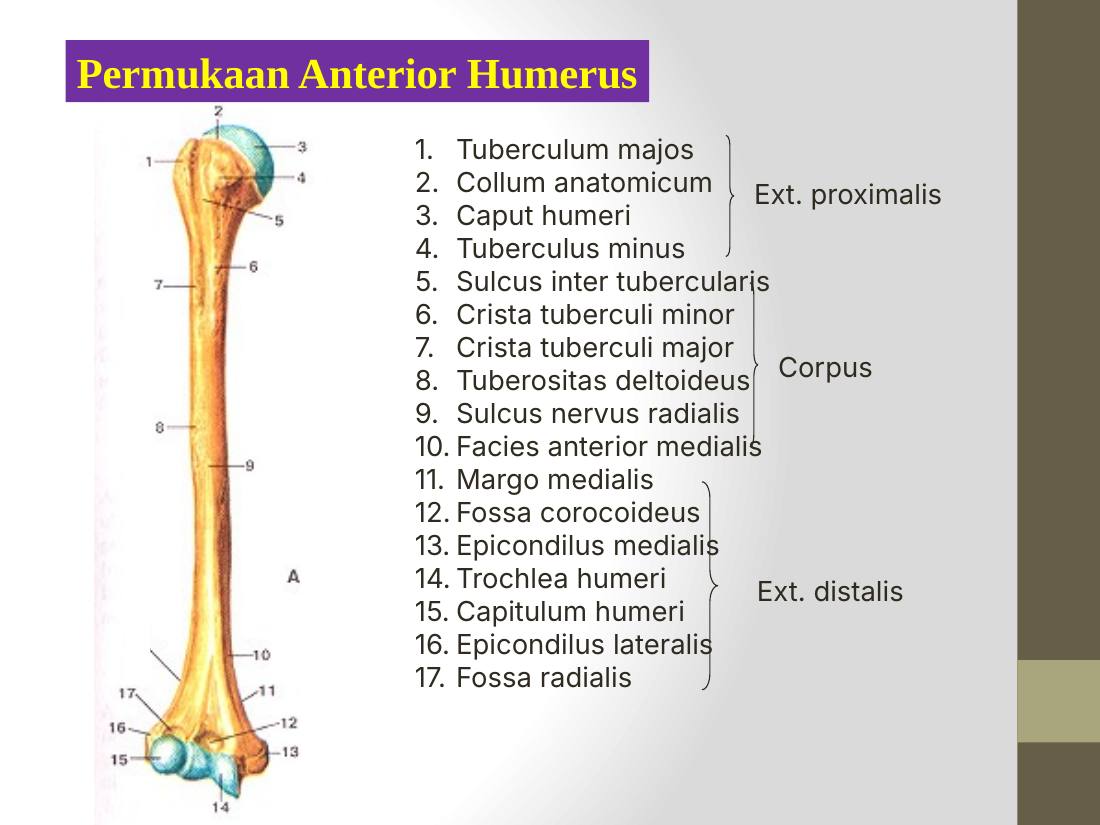 Permukaan Anterior Humerus
2
3
1
4
5
6
7
8
9
A
10
11
17
12
16
13
15
14
1. Tuberculum majos
2. Collum anatomicum
3. Caput humeri
4. Tuberculus minus
5. Sulcus inter tubercularis
6. Crista tuberculi minor
7. Crista tuberculi major
8. Tuberositas deltoideus
9. Sulcus nervus radialis
10. Facies anterior medialis
11. Margo medialis
12. Fossa corocoideus
13. Epicondilus medialis
14. Trochlea humeri
15. Capitulum humeri
16. Epicondilus lateralis
17. Fossa radialis
Ext. proximalis
Corpus
Ext. distalis